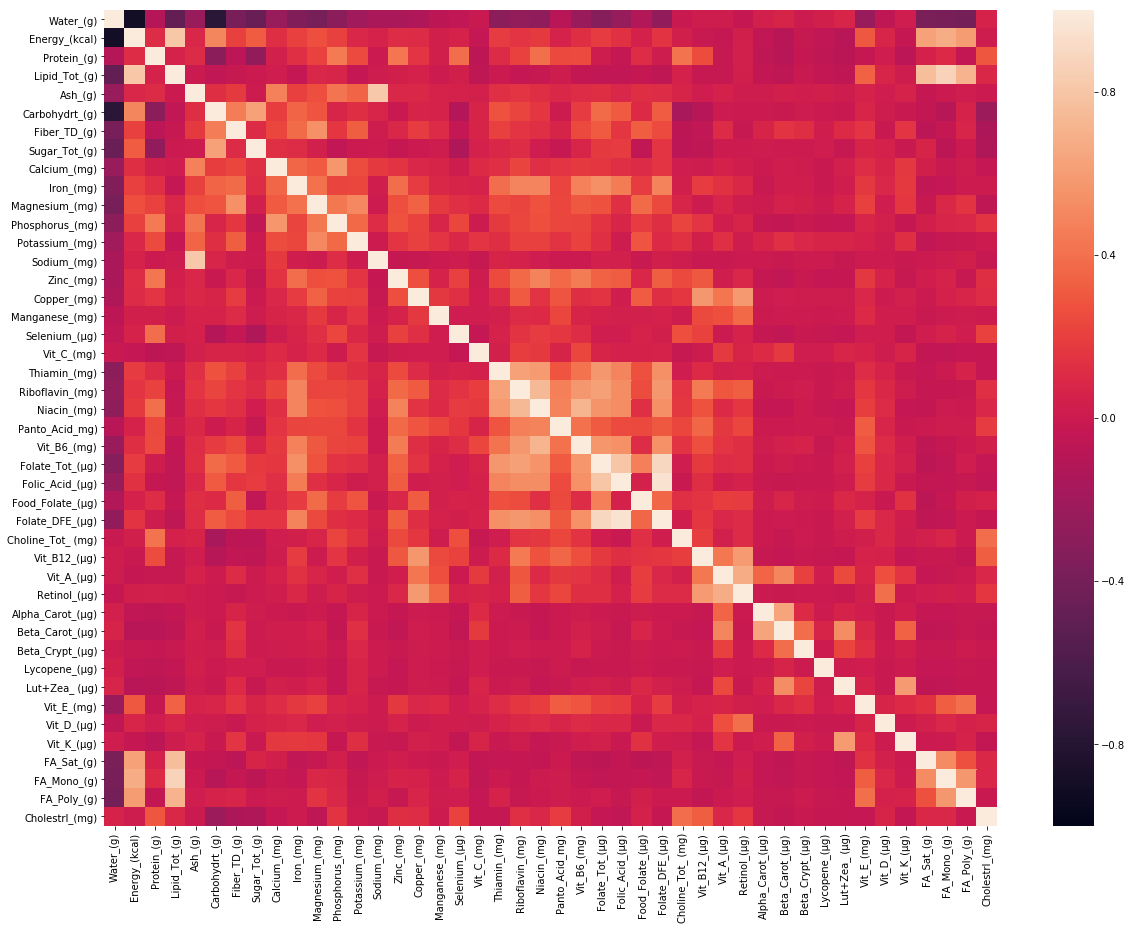 Water_(g)
Energy_(kcal)
Protein_(g)
Lipid_Tot_(g)
Ash_(g)
Carbohydrt_(g)
Fiber_TD_(g)
Sugar_Tot_(g)
Calcium_(mg)
Iron_(mg)
Magnesium_(mg)
Phosphorus_(mg)
Potassium_(mg)
Sodium_(mg)
Zinc_(mg)
Copper_(mg)
Manganese_(mg)
Selenium_(µg)
Vit_C_(mg)
Thiamin_(mg)
Riboflavin_(mg)
Niacin_(mg)
Panto_Acid_mg)
Vit_B6_(mg)
Folate_Tot_(µg)
Folic_Acid_(µg)
Food_Folate_(µg)
Folate_DFE_(µg)
Choline_Tot_ (mg)
Vit_B12_(µg)
Vit_A_(µg)
Retinol_(µg)
Alpha_Carot_(µg)
Beta_Carot_(µg)
Beta_Crypt_(µg)
Lycopene_(µg)
Lut+Zea_ (µg)
Vit_E_(mg)
Vit_D_(µg)
Vit_K_(µg)
FA_Sat_(g)
FA_Mono_(g)
FA_Poly_(g)
Cholestrl_(mg)
Water_(g)
Energy_(kcal)
Protein_(g)
Lipid_Tot_(g)
Ash_(g)
Carbohydrt_(g)
Fiber_TD_(g)
Sugar_Tot_(g)
Calcium_(mg)
Iron_(mg)
Magnesium_(mg)
Phosphorus_(mg)
Potassium_(mg)
Sodium_(mg)
Zinc_(mg)
Copper_(mg)
Manganese_(mg)
Selenium_(µg)
Vit_C_(mg)
Thiamin_(mg)
Riboflavin_(mg)
Niacin_(mg)
Panto_Acid_mg)
Vit_B6_(mg)
Folate_Tot_(µg)
Folic_Acid_(µg)
Food_Folate_(µg)
Folate_DFE_(µg)
Choline_Tot_ (mg)
Vit_B12_(µg)
Vit_A_(µg)
Retinol_(µg)
Alpha_Carot_(µg)
Beta_Carot_(µg)
Beta_Crypt_(µg)
Lycopene_(µg)
Lut+Zea_ (µg)
Vit_E_(mg)
Vit_D_(µg)
Vit_K_(µg)
FA_Sat_(g)
FA_Mono_(g)
FA_Poly_(g)
Cholestrl_(mg)
0.8
0.4
0.0
−0.4
−0.8